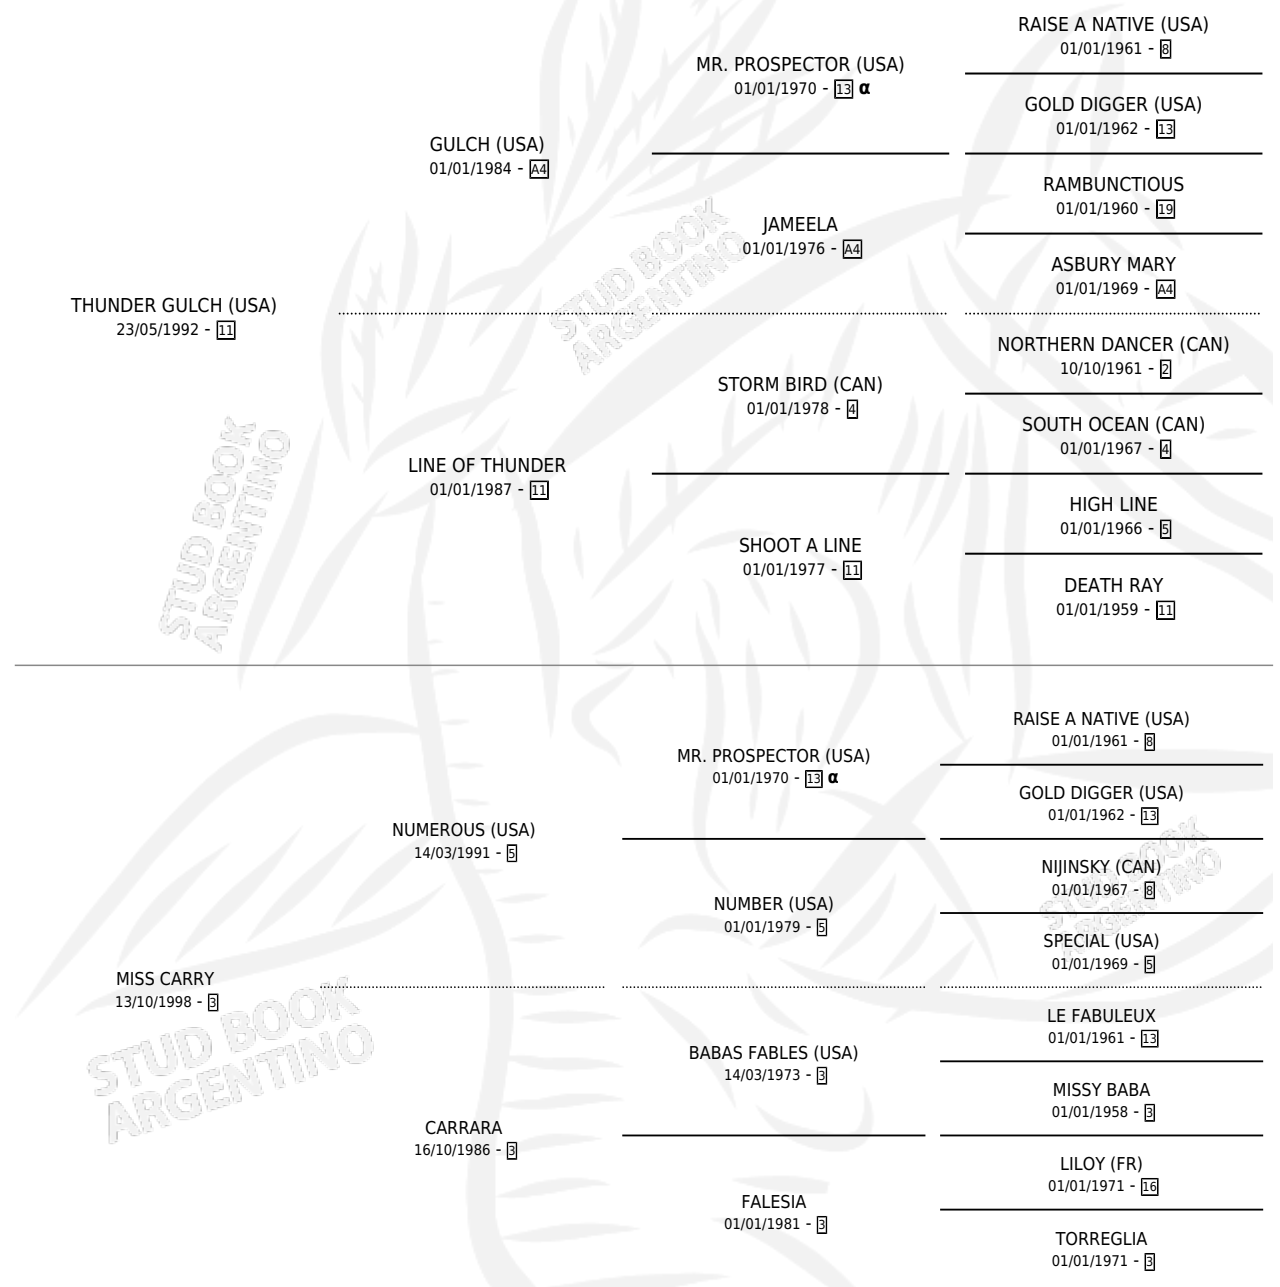 RAISE A NATIVE (USA)
01/01/1961 - 8
MR. PROSPECTOR (USA)
01/01/1970 - 13 α
GOLD DIGGER (USA)
01/01/1962 - 13
GULCH (USA)
01/01/1984 - A4
RAMBUNCTIOUS
01/01/1960 - 19
JAMEELA
01/01/1976 - A4
ASBURY MARY
01/01/1969 - A4
THUNDER GULCH (USA)
23/05/1992 - 11
NORTHERN DANCER (CAN)
10/10/1961 - 2
STORM BIRD (CAN)
01/01/1978 - 4
SOUTH OCEAN (CAN)
01/01/1967 - 4
LINE OF THUNDER
01/01/1987 - 11
HIGH LINE
01/01/1966 - 5
SHOOT A LINE
01/01/1977 - 11
DEATH RAY
01/01/1959 - 11
STUD BOOK
ARGENTINO
STUD BOOK
ARGENTINO
RAISE A NATIVE (USA)
01/01/1961 - 8
MR. PROSPECTOR (USA)
01/01/1970 - 13 α
GOLD DIGGER (USA)
01/01/1962 - 13
NUMEROUS (USA)
14/03/1991 - 5
NIJINSKY (CAN)
01/01/1967 - 8
NUMBER (USA)
01/01/1979 - 5
SPECIAL (USA)
01/01/1969 - 5
MISS CARRY
13/10/1998 - 3
LE FABULEUX
01/01/1961 - 13
BABAS FABLES (USA)
14/03/1973 - 3
MISSY BABA
01/01/1958 - 3
CARRARA
16/10/1986 - 3
LILOY (FR)
01/01/1971 - 16
FALESIA
01/01/1981 - 3
TORREGLIA
01/01/1971 - 3
STUD BOOK
ARGENTINO
STUD BOOK
ARGENTINO